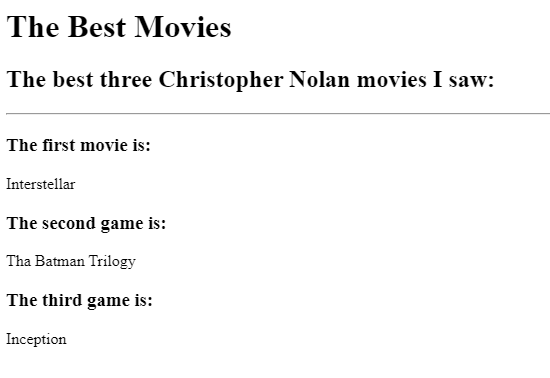 The Best Movies
The best three Christopher Nolan movies I saw:
The first movie is:
Interstellar
The second game is:
Tha Batman Trilogy
The third game is:
Inception